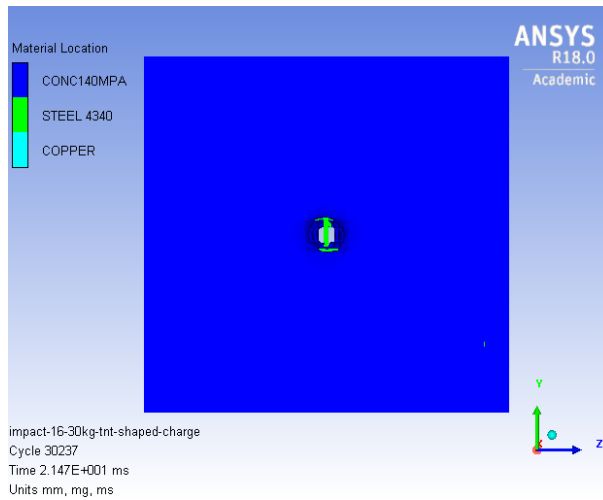 Material Location
CONC140MPA
STEEL 4340
COPPER
ANSYS
R18.0
Academic
Y
Z
impact-16-30kg-tnt-shaped-charge
Cycle 30237
Time 2.147E+001 ms
Units mm, mg, ms